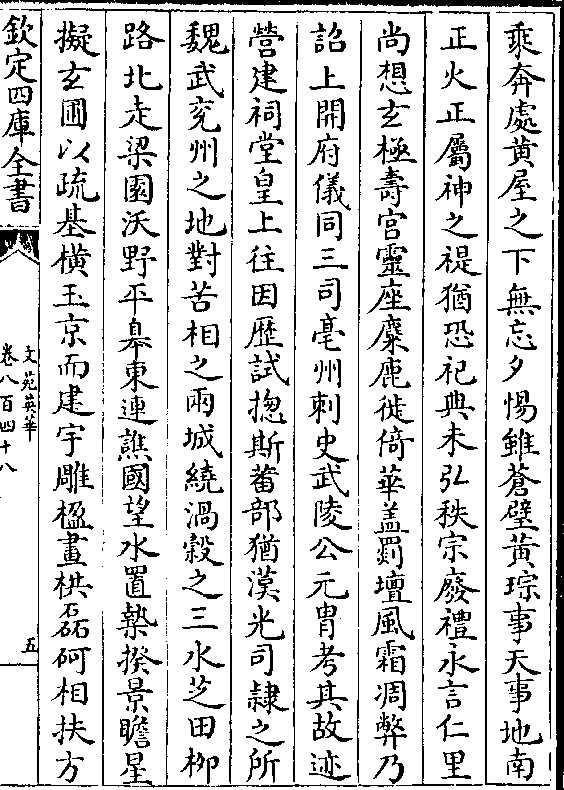 乘奔處黄屋之下無忘夕惕雖蒼璧黄琮事天事地南
正火正屬神之禔猶恐祀典未弘秩宗廢禮永言仁里
尚想玄極壽宫靈座麋鹿徙倚華盖罰壇風霜凋弊乃
詔上開府儀同三司亳州刺史武陵公元胄考其故迹
營建祠堂皇上往因歴試揔斯蕃部猶漢光司隷之所
魏武兖州之地對苦相之兩城繞渦穀之三水芝田柳
路北走梁園沃野平皋東連譙國望水置槷揆景瞻星
擬玄圃以疏基横玉京而建宇雕楹畫栱磊砢相扶方
欽定四庫全書
文苑英華
卷八百四十八
五